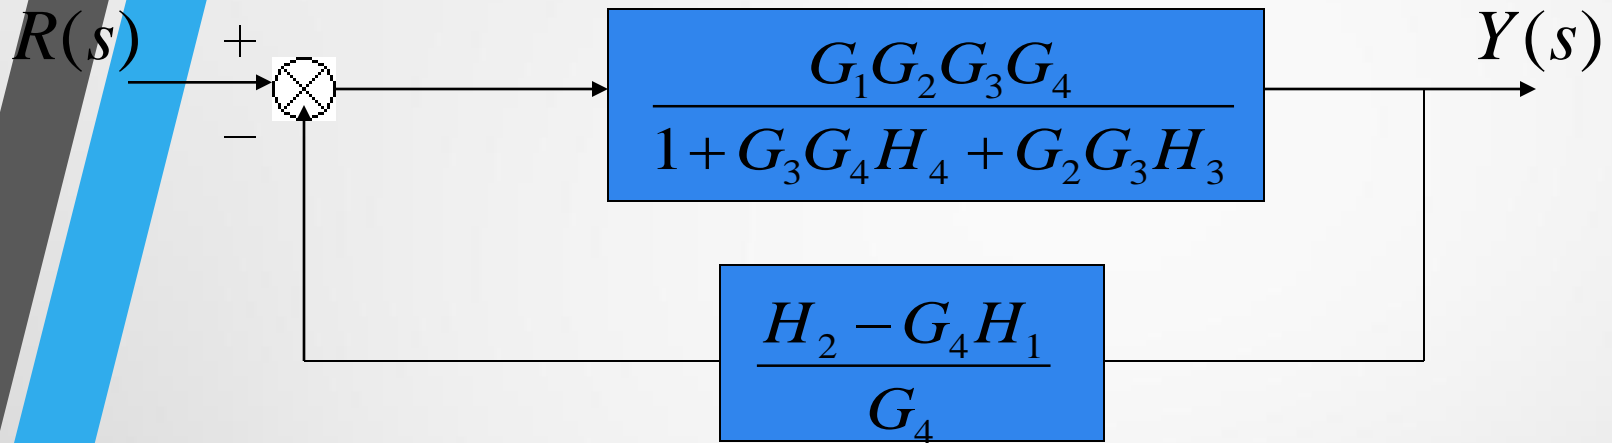 R(s)
+
−
G₁G₂G₃G₄
1+G₃G₄H₄+G₂G₃H₃
Y(s)
H₂−G₄H₁
G₄